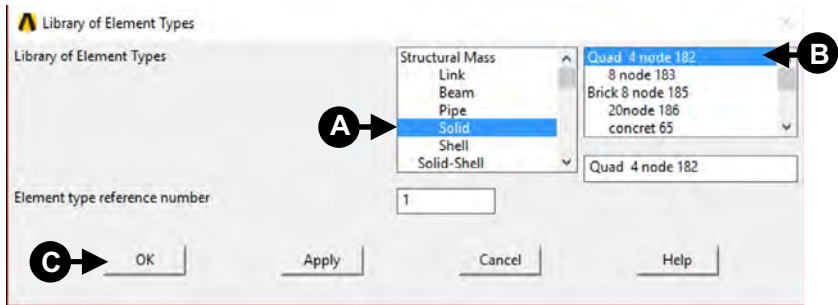 Library of Element Types
Library of Element Types
Structural Mass
Link
Beam
Pipe
Solid
Shell
Solid-Shell
Quad 4 node 182
8 node 183
Brick 8 node 185
20node 186
concret 65
Quad 4 node 182
A
B
Element type reference number
1
C
OK
Apply
Cancel
Help